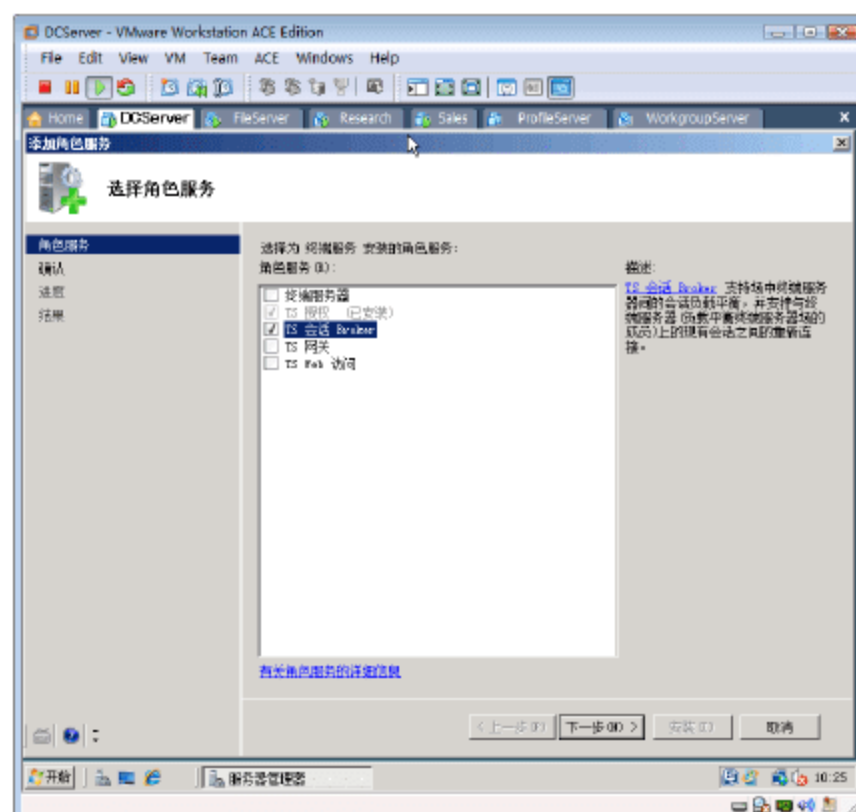 DCServer - VMware Workstation ACE Edition
File Edit View VM Team ACE Windows Help
Home DCServer FileServer Research Sales ProfileServer WorkgroupServer
添加角色服务
选择角色服务
角色服务
确认
进度
结果
选择为 终端服务 安装的角色服务:
角色服务(R):
终端服务器
TS 授权 (已安装)
TS 会话 Broker
TS 网关
TS Web 访问
有关角色服务的详细信息
描述:
TS 会话 Broker 支持场中终端服务
器间的会话负载平衡，并支持与终
端服务器(负载平衡终端服务器场的
成员)上的现有会话之间的重新连
接。
<上一步(P) 下一步(N) > 安装(I) 取消
开始 服务器管理器 10:25